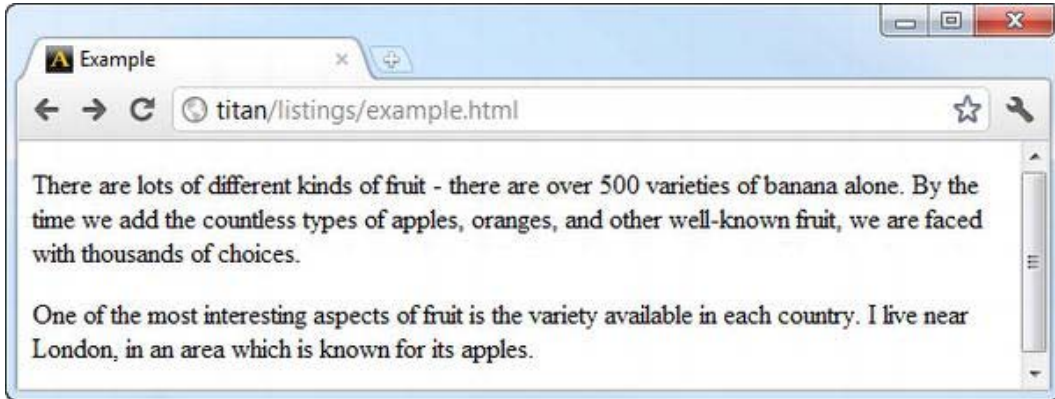 Example
titan/listings/example.html
There are lots of different kinds of fruit - there are over 500 varieties of banana alone. By the
time we add the countless types of apples, oranges, and other well-known fruit, we are faced
with thousands of choices.
One of the most interesting aspects of fruit is the variety available in each country. I live near
London, in an area which is known for its apples.